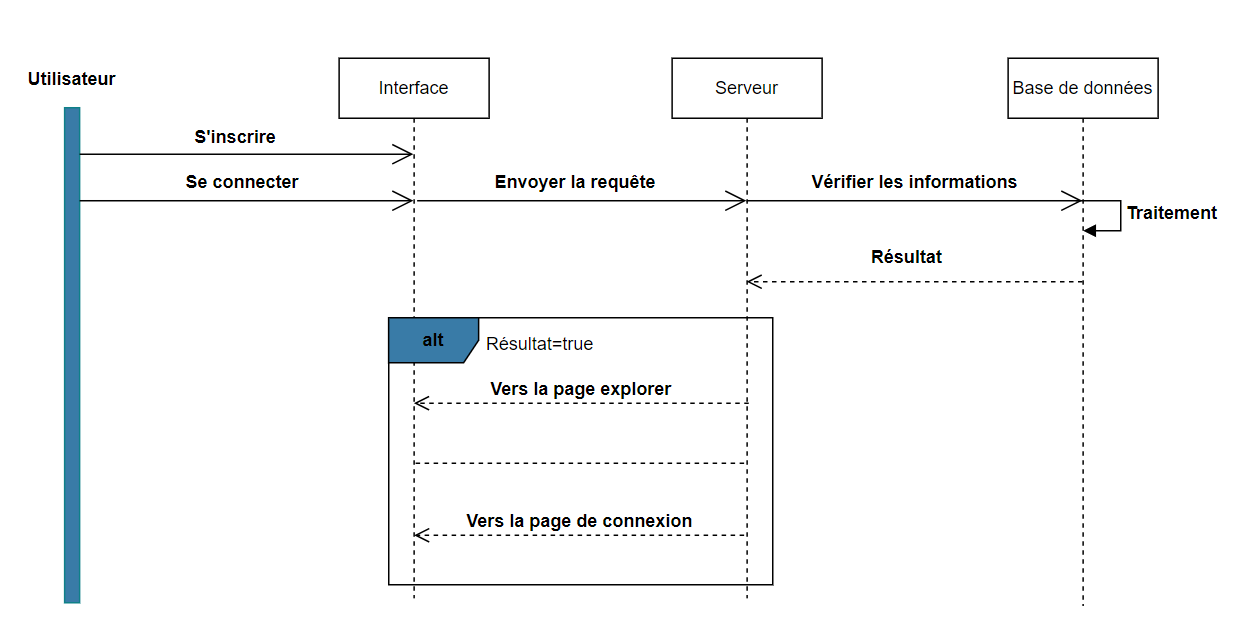 Utilisateur
Interface
Serveur
Base de données
S'inscrire
Se connecter
Envoyer la requête
Vérifier les informations
Traitement
Résultat
alt
Résultat=true
Vers la page explorer
Vers la page de connexion